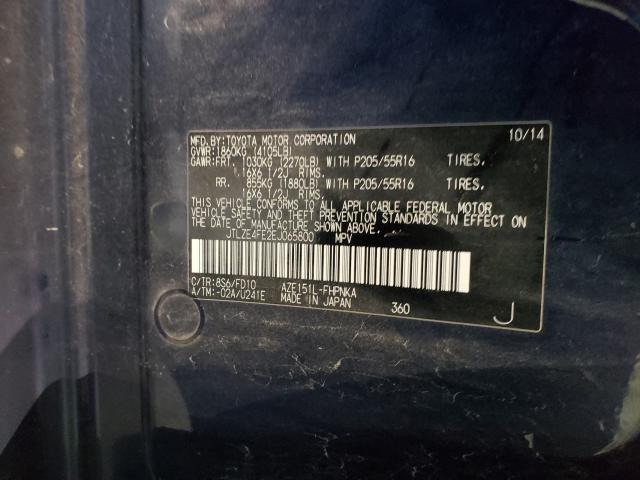 MFD.BY:TOYOTA MOTOR CORPORATION 10/14
GVWR:1860KG (4105LB)
GAWR:FRT. 1030KG (2270LB) WITH P205/55R16 TIRES,
16X6 1/2J RIMS.
RR. 855KG (1880LB) WITH P205/55R16 TIRES,
16X6 1/2J RIMS.
THIS VEHICLE CONFORMS TO ALL APPLICABLE FEDERAL MOTOR
VEHICLE SAFETY AND THEFT PREVENTION STANDARDS IN EFFECT ON
THE DATE OF MANUFACTURE SHOWN ABOVE.
JTLZE4FE2EJ065800 MPV
C/TR:8S6/FD10 AZE151L-FHPNKA
A/TM:-02A/U241E MADE IN JAPAN 360 J